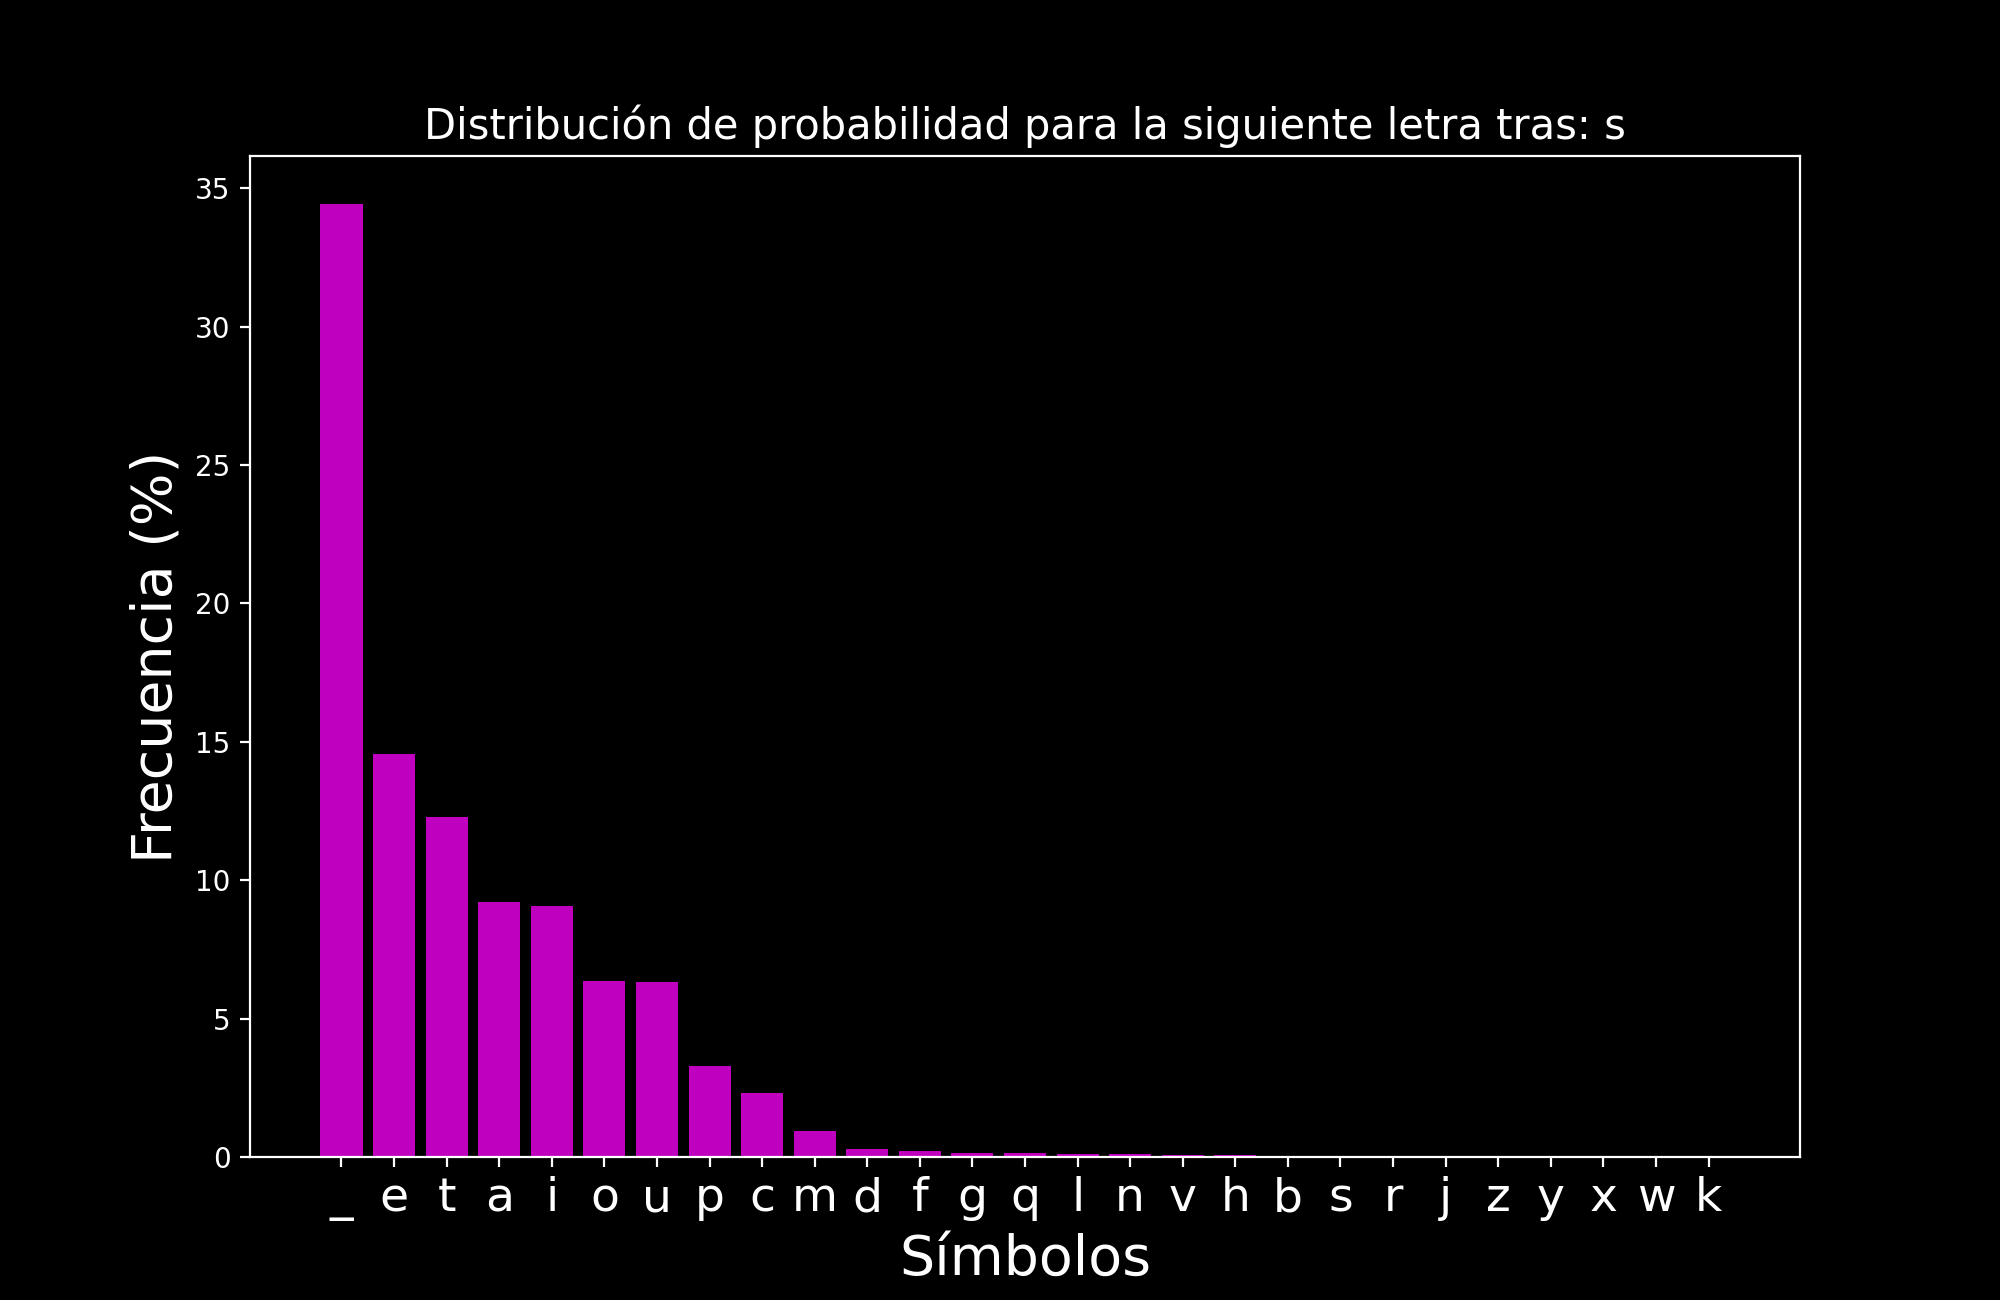 Distribución de probabilidad para la siguiente letra tras: s
35
30
25
20
15
10
5
0
Frecuencia (%)
_ e t a i o u p c m d f g q l n v h b s r j z y x w k
Símbolos